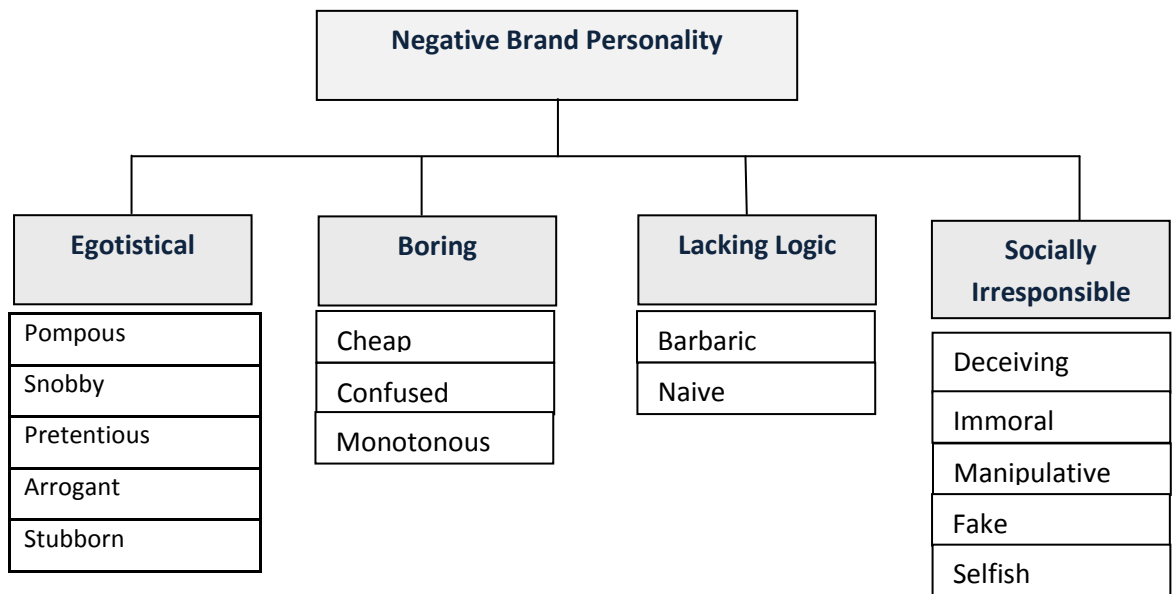 Negative Brand Personality
Egotistical
Pompous
Snobby
Pretentious
Arrogant
Stubborn
Boring
Cheap
Confused
Monotonous
Lacking Logic
Barbaric
Naive
Socially
Irresponsible
Deceiving
Immoral
Manipulative
Fake
Selfish